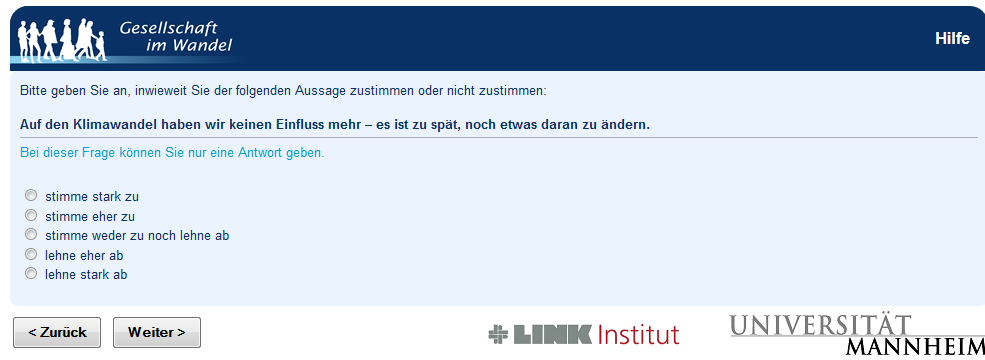 Gesellschaft
im Wandel
Hilfe
Bitte geben Sie an, inwieweit Sie der folgenden Aussage zustimmen oder nicht zustimmen:
Auf den Klimawandel haben wir keinen Einfluss mehr – es ist zu spät, noch etwas daran zu ändern.
Bei dieser Frage können Sie nur eine Antwort geben.
stimme stark zu
stimme eher zu
stimme weder zu noch lehne ab
lehne eher ab
lehne stark ab
< Zurück
Weiter >
LINK Institut
UNIVERSITÄT
MANNHEIM